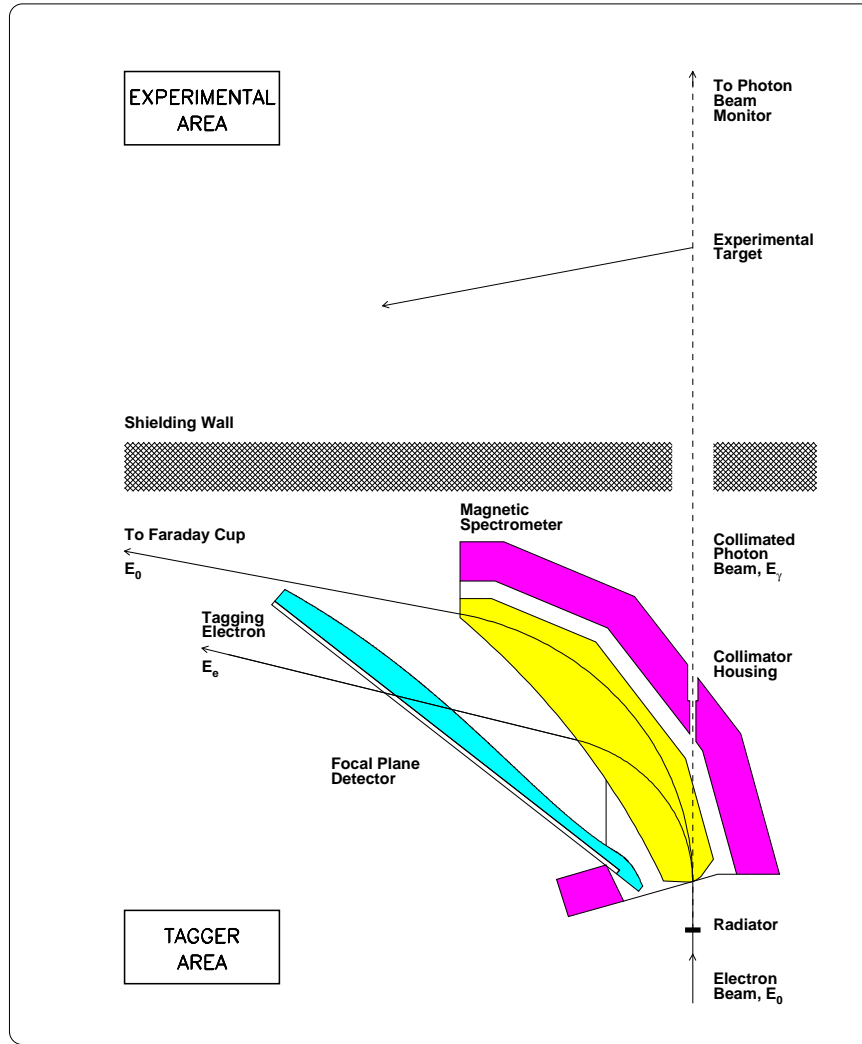 EXPERIMENTAL
AREA
To Photon
Beam
Monitor
Experimental
Target
Shielding Wall
Magnetic
Spectrometer
To Faraday Cup
E₀
Collimated
Photon
Beam, Eᵧ
Tagging
Electron
Eₑ
Collimator
Housing
Focal Plane
Detector
TAGGER
AREA
Radiator
Electron
Beam, E₀